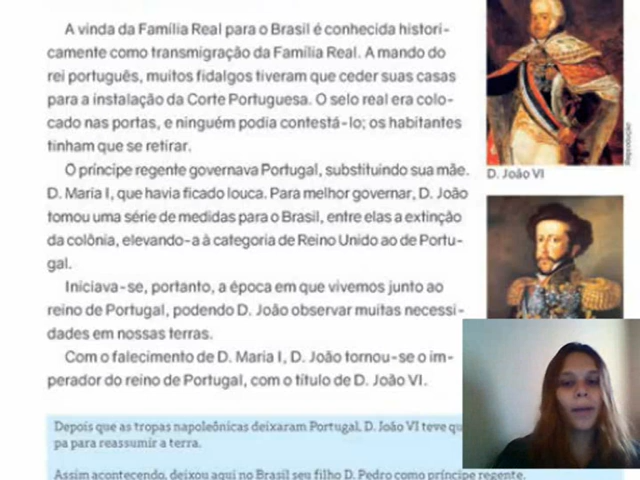 A vinda da Família Real para o Brasil é conhecida histori-
camente como transmigração da Família Real. A mando do
rei português, muitos fidalgos tiveram que ceder suas casas
para a instalação da Corte Portuguesa. O selo real era colo-
cado nas portas, e ninguém podia contestá-lo; os habitantes
tinham que se retirar.
O príncipe regente governava Portugal, substituindo sua mãe.
D. Maria I, que havia ficado louca. Para melhor governar, D. João
tomou uma série de medidas para o Brasil, entre elas a extinção
da colônia, elevando-a à categoria de Reino Unido ao de Portu-
gal.
Iniciava-se, portanto, a época em que vivemos junto ao
reino de Portugal, podendo D. João observar muitas necessi-
dades em nossas terras.
Com o falecimento de D. Maria I, D. João tornou-se o im-
perador do reino de Portugal, com o título de D. João VI.
Reprodução
D. João VI
Depois que as tropas napoleônicas deixaram Portugal, D. João VI teve
pa para reassumir a terra.
Assim acontecendo, deixou aqui no Brasil seu filho D. Pedro como príncipe regente.